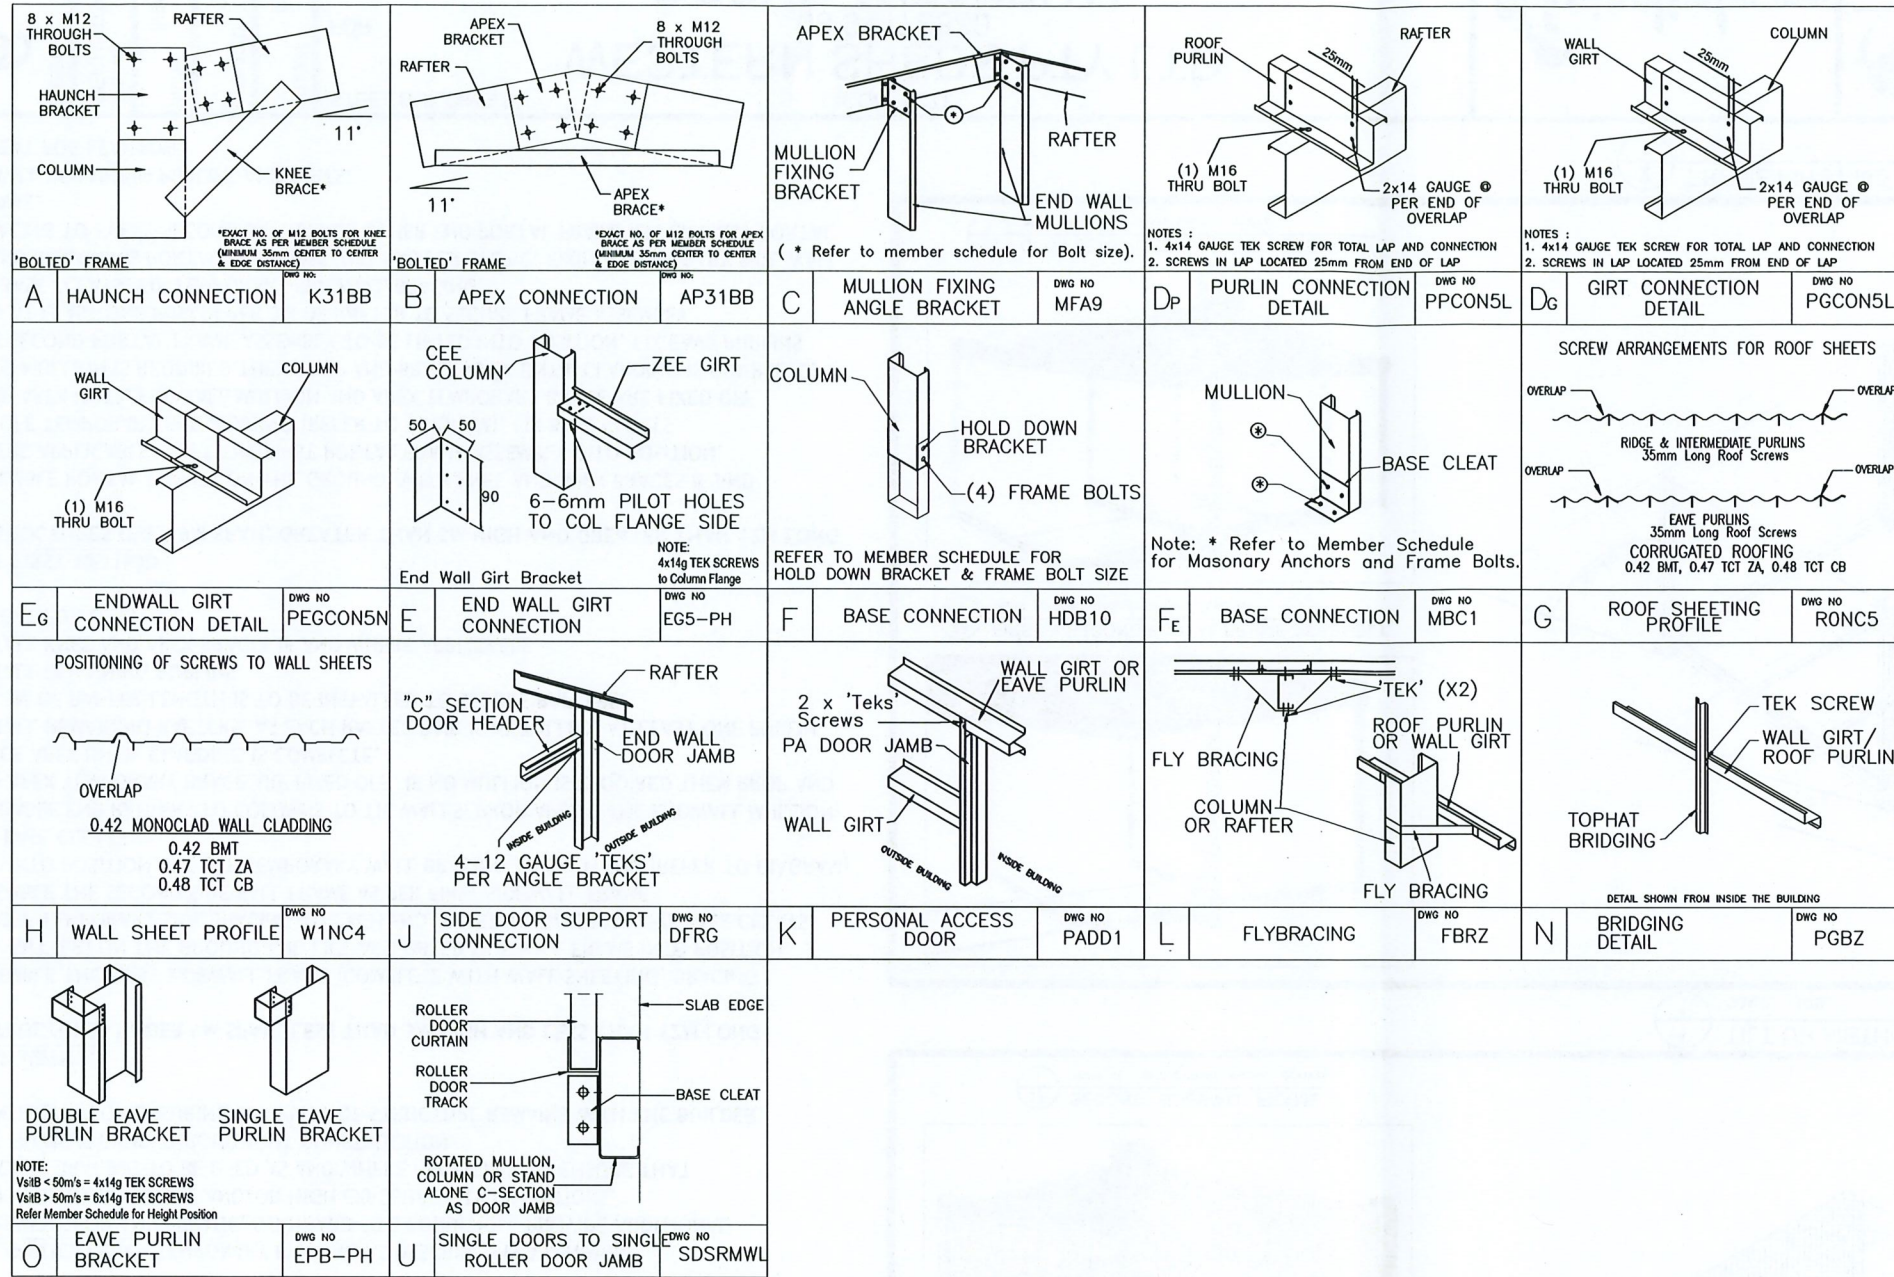 8 x M12
THROUGH
BOLTS
RAFTER
HAUNCH
BRACKET
11°
COLUMN
KNEE
BRACE*
*EXACT NO. OF M12 BOLTS FOR KNEE
BRACE AS PER MEMBER SCHEDULE
(MINIMUM 35mm CENTER TO CENTER
& EDGE DISTANCE)
'BOLTED' FRAME
A
HAUNCH CONNECTION
DWG NO:
K31BB
APEX
BRACKET
8 x M12
THROUGH
BOLTS
RAFTER
11°
APEX
BRACE*
*EXACT NO. OF M12 BOLTS FOR APEX
BRACE AS PER MEMBER SCHEDULE
(MINIMUM 35mm CENTER TO CENTER
& EDGE DISTANCE)
'BOLTED' FRAME
B
APEX CONNECTION
DWG NO:
AP31BB
APEX BRACKET
*
RAFTER
MULLION
FIXING
BRACKET
END WALL
MULLIONS
( * Refer to member schedule for Bolt size).
C
MULLION FIXING
ANGLE BRACKET
DWG NO
MFA9
ROOF
PURLIN
25mm
RAFTER
(1) M16
THRU BOLT
2x14 GAUGE @
PER END OF
OVERLAP
NOTES :
1. 4x14 GAUGE TEK SCREW FOR TOTAL LAP AND CONNECTION
2. SCREWS IN LAP LOCATED 25mm FROM END OF LAP
DP
PURLIN CONNECTION
DETAIL
DWG NO
PPCON5L
WALL
GIRT
25mm
COLUMN
(1) M16
THRU BOLT
2x14 GAUGE @
PER END OF
OVERLAP
NOTES :
1. 4x14 GAUGE TEK SCREW FOR TOTAL LAP AND CONNECTION
2. SCREWS IN LAP LOCATED 25mm FROM END OF LAP
DG
GIRT CONNECTION
DETAIL
DWG NO
PGCON5L
WALL
GIRT
COLUMN
(1) M16
THRU BOLT
EG
ENDWALL GIRT
CONNECTION DETAIL
DWG NO
PEGCON5N
CEE
COLUMN
ZEE GIRT
50
50
90
6-6mm PILOT HOLES
TO COL FLANGE SIDE
End Wall Girt Bracket
NOTE:
4x14g TEK SCREWS
to Column Flange
E
END WALL GIRT
CONNECTION
DWG NO
EG5-PH
COLUMN
HOLD DOWN
BRACKET
(4) FRAME BOLTS
REFER TO MEMBER SCHEDULE FOR
HOLD DOWN BRACKET & FRAME BOLT SIZE
F
BASE CONNECTION
DWG NO
HDB10
MULLION
*
BASE CLEAT
*
Note: * Refer to Member Schedule
for Masonary Anchors and Frame Bolts.
FE
BASE CONNECTION
DWG NO
MBC1
SCREW ARRANGEMENTS FOR ROOF SHEETS
OVERLAP
OVERLAP
RIDGE & INTERMEDIATE PURLINS
35mm Long Roof Screws
OVERLAP
OVERLAP
EAVE PURLINS
35mm Long Roof Screws
CORRUGATED ROOFING
0.42 BMT, 0.47 TCT ZA, 0.48 TCT CB
G
ROOF SHEETING
PROFILE
DWG NO
RONC5
POSITIONING OF SCREWS TO WALL SHEETS
OVERLAP
0.42 MONOCLAD WALL CLADDING
0.42 BMT
0.47 TCT ZA
0.48 TCT CB
H
WALL SHEET PROFILE
DWG NO
W1NC4
RAFTER
"C" SECTION
DOOR HEADER
END WALL
DOOR JAMB
INSIDE BUILDING
OUTSIDE BUILDING
4-12 GAUGE 'TEKS'
PER ANGLE BRACKET
J
SIDE DOOR SUPPORT
CONNECTION
DWG NO
DFRG
WALL GIRT OR
EAVE PURLIN
2 x 'Teks'
Screws
PA DOOR JAMB
WALL GIRT
OUTSIDE BUILDING
INSIDE BUILDING
K
PERSONAL ACCESS
DOOR
DWG NO
PADD1
'TEK' (X2)
FLY BRACING
ROOF PURLIN
OR WALL GIRT
COLUMN
OR RAFTER
FLY BRACING
L
FLYBRACING
DWG NO
FBRZ
TEK SCREW
WALL GIRT/
ROOF PURLIN
TOPHAT
BRIDGING
DETAIL SHOWN FROM INSIDE THE BUILDING
N
BRIDGING
DETAIL
DWG NO
PGBZ
DOUBLE EAVE
PURLIN BRACKET
SINGLE EAVE
PURLIN BRACKET
NOTE:
VsitB < 50m's = 4x14g TEK SCREWS
VsitB > 50m's = 6x14g TEK SCREWS
Refer Member Schedule for Height Position
O
EAVE PURLIN
BRACKET
DWG NO
EPB-PH
ROLLER
DOOR
CURTAIN
SLAB EDGE
ROLLER
DOOR
TRACK
BASE CLEAT
ROTATED MULLION,
COLUMN OR STAND
ALONE C-SECTION
AS DOOR JAMB
U
SINGLE DOORS TO SINGLE
ROLLER DOOR JAMB
DWG NO
SDSRMWL